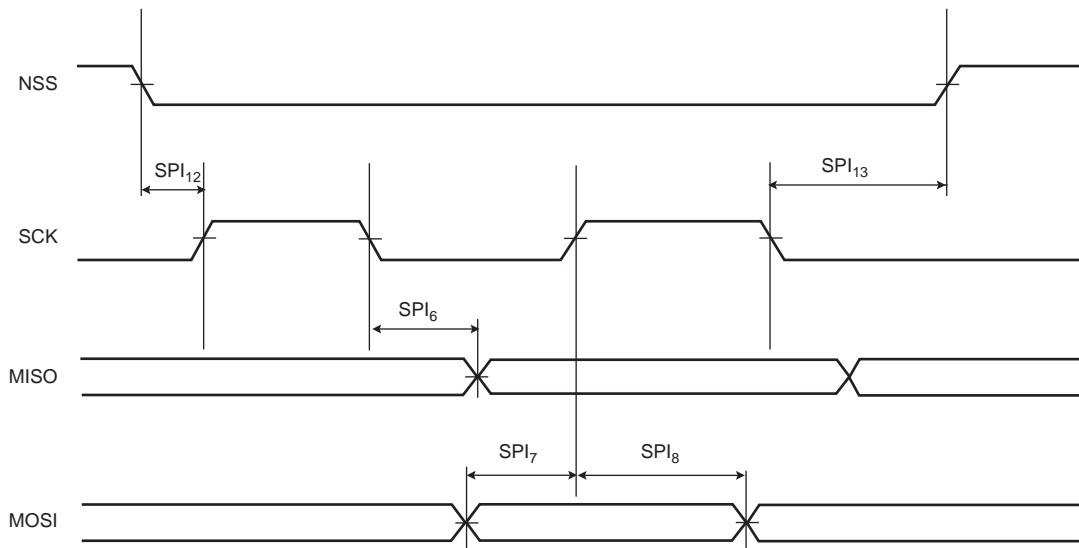 NSS
SPI₁₂
SPI₁₃
SCK
SPI₆
MISO
SPI₇
SPI₈
MOSI